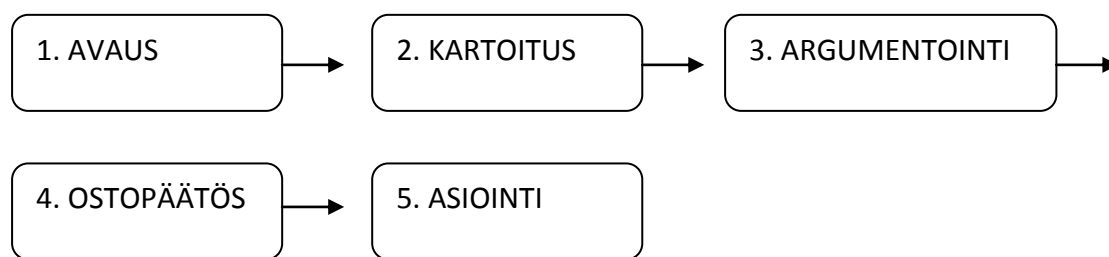 1. AVAUS
2. KARTOITUS
3. ARGUMENTOINTI
4. OSTOPÄÄTÖS
5. ASIOINTI